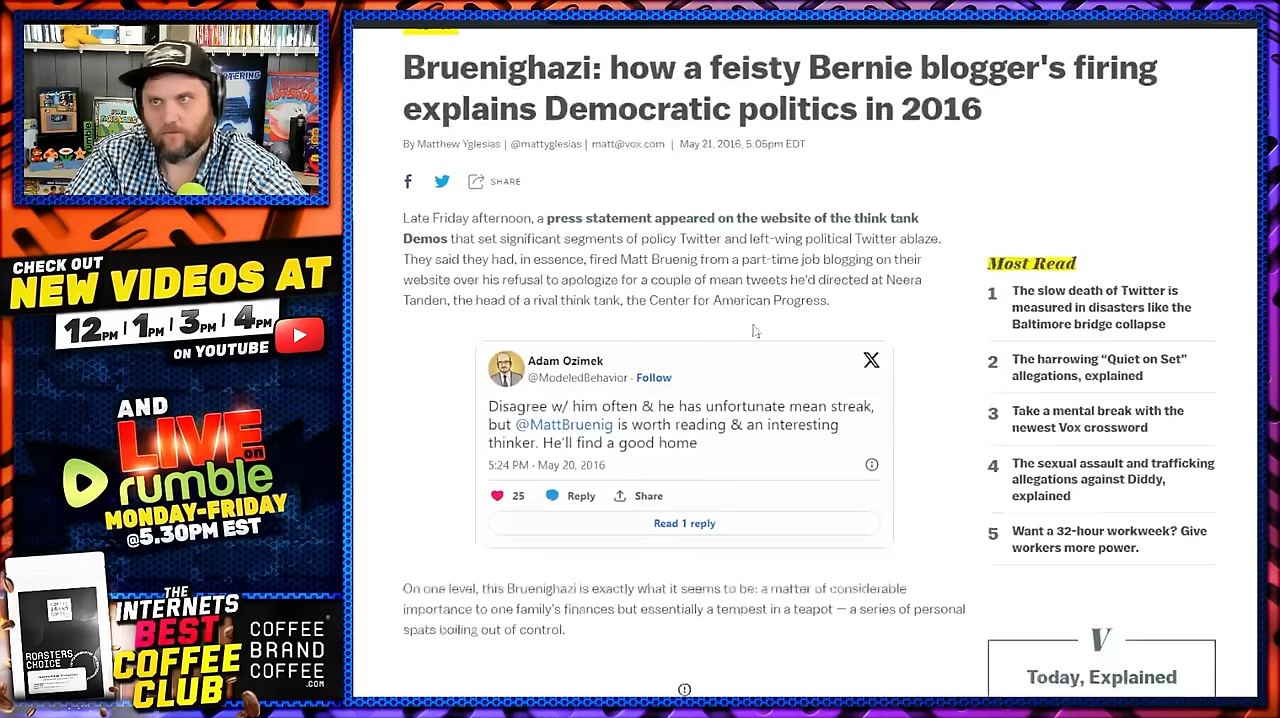 Bruenighazi: how a feisty Bernie blogger's firing
explains Democratic politics in 2016
By Matthew Yglesias | @mattyglesias | matt@vox.com | May 21, 2016, 5:05pm EDT
SHARE
Late Friday afternoon, a press statement appeared on the website of the think tank
Demos that set significant segments of policy Twitter and left-wing political Twitter ablaze.
They said they had, in essence, fired Matt Bruenig from a part-time job blogging on their
website over his refusal to apologize for a couple of mean tweets he'd directed at Neera
Tanden, the head of a rival think tank, the Center for American Progress.
Adam Ozimek
@ModeledBehavior · Follow
Disagree w/ him often & he has unfortunate mean streak,
but @MattBruenig is worth reading & an interesting
thinker. He'll find a good home
5:24 PM · May 20, 2016
25 Reply Share
Read 1 reply
On one level, this Bruenighazi is exactly what it seems to be: a matter of considerable
importance to one family's finances but essentially a tempest in a teapot — a series of personal
spats boiling out of control.
Most Read
1 The slow death of Twitter is
measured in disasters like the
Baltimore bridge collapse
2 The harrowing “Quiet on Set”
allegations, explained
3 Take a mental break with the
newest Vox crossword
4 The sexual assault and trafficking
allegations against Diddy,
explained
5 Want a 32-hour workweek? Give
workers more power.
V
Today, Explained
CHECK OUT
NEW VIDEOS AT
12PM | 1PM | 3PM | 4PM
ON YOUTUBE
AND
LIVE on
rumble
MONDAY-FRIDAY
@5.30PM EST
THE
INTERNETS
BEST
COFFEE
CLUB
COFFEE
BRAND
COFFEE
.COM
ROASTERS
CHOICE